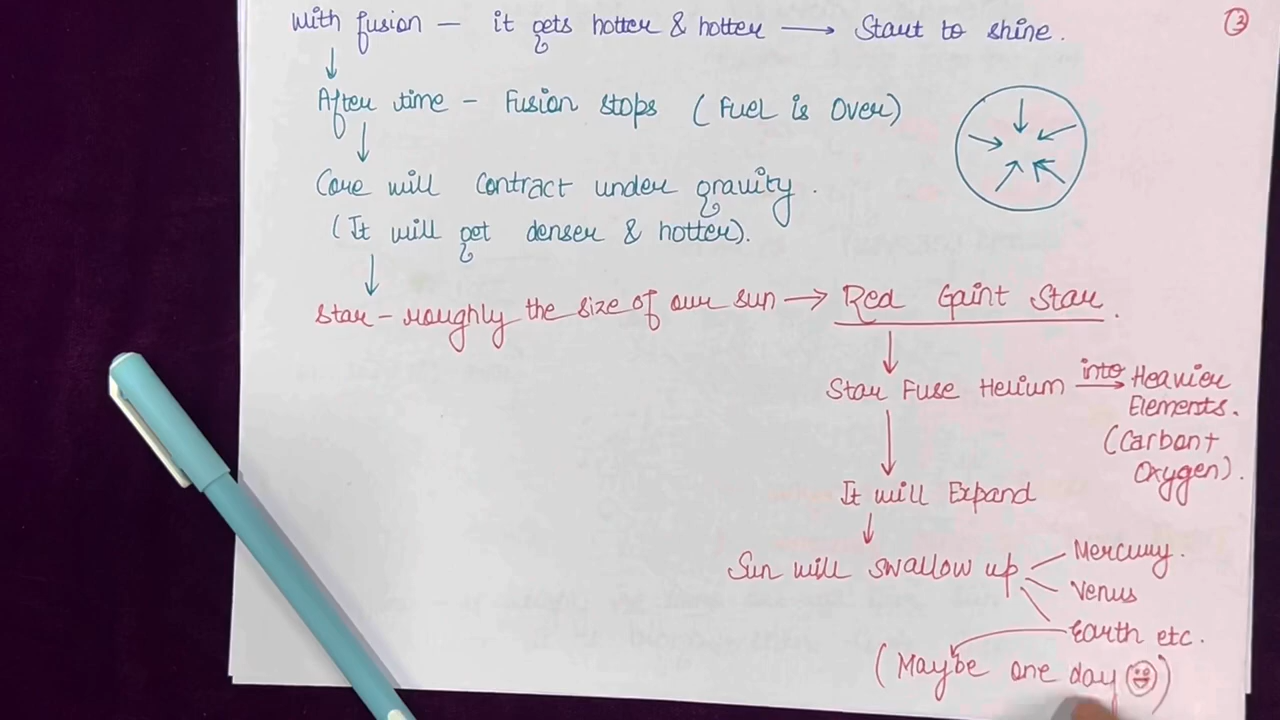 with fusion — it gets hotter & hotter → Start to shine. ③
↓
After time - Fusion stops (Fuel is Over)
↓
Core will contract under gravity.
(It will get denser & hotter).
↓
Star - roughly the size of our sun → Red Gaint Star.
↓
Star Fuse Helium into → Heavier
Elements.
(Carbon +
Oxygen).
↓
It will Expand
↓
Sun will swallow up
Mercury.
Venus
Earth etc.
(Maybe one day 😃)